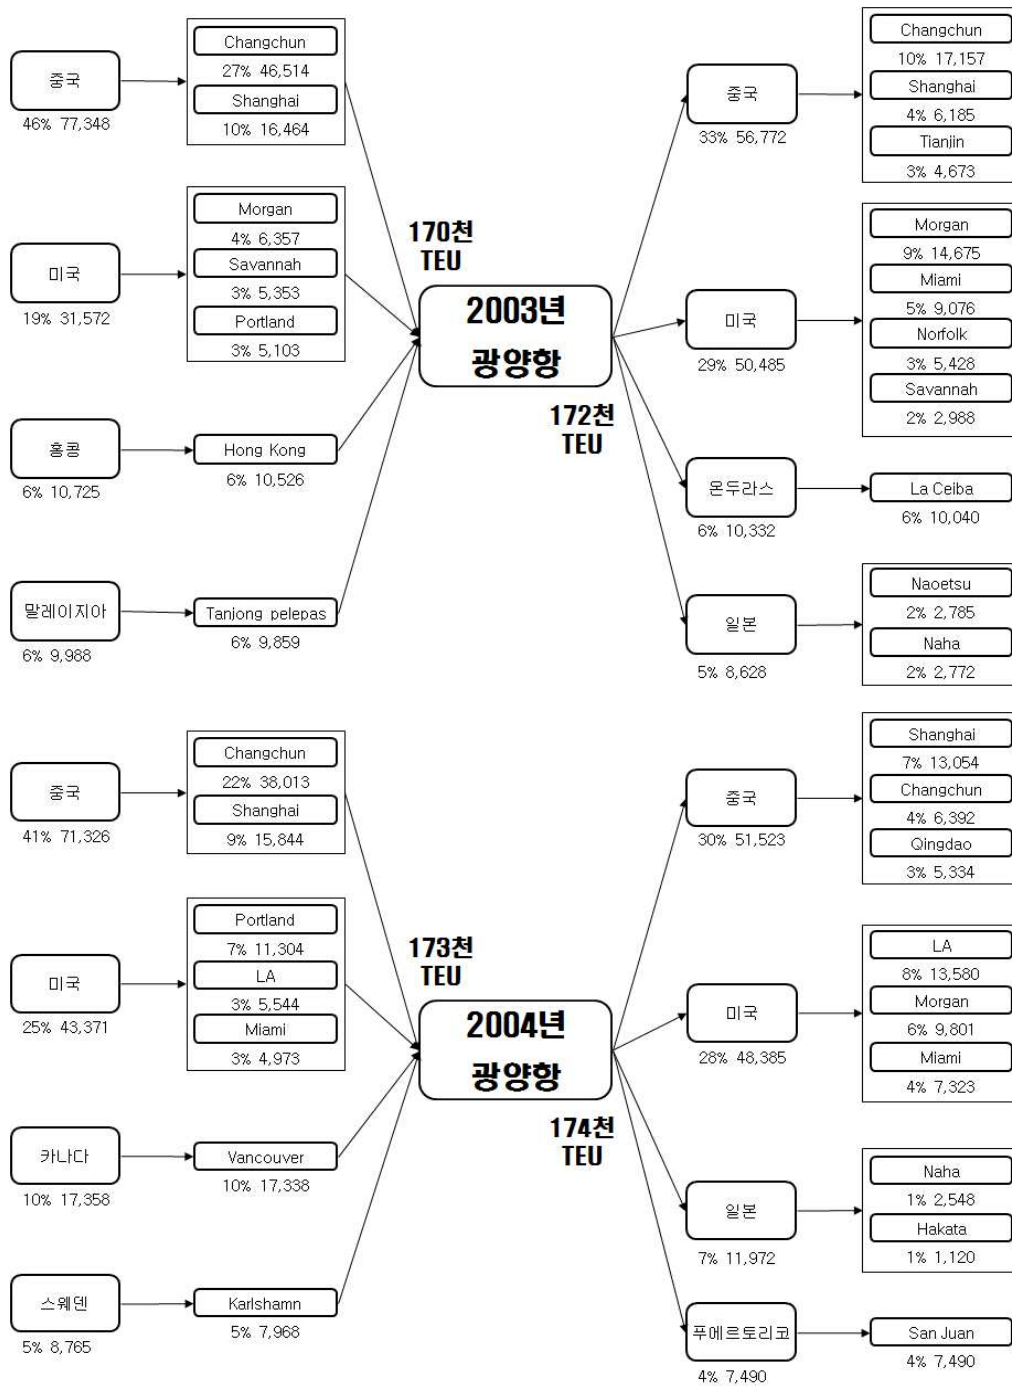 중국
46% 77,348
Changchun
27% 46,514
Shanghai
10% 16,464
미국
19% 31,572
Morgan
4% 6,357
Savannah
3% 5,353
Portland
3% 5,103
홍콩
6% 10,725
Hong Kong
6% 10,526
말레이지아
6% 9,988
Tanjong pelepas
6% 9,859
170천
TEU
2003년
광양항
172천
TEU
중국
33% 56,772
Changchun
10% 17,157
Shanghai
4% 6,185
Tianjin
3% 4,673
미국
29% 50,485
Morgan
9% 14,675
Miami
5% 9,076
Norfolk
3% 5,428
Savannah
2% 2,988
온두라스
6% 10,332
La Ceiba
6% 10,040
일본
5% 8,628
Naoetsu
2% 2,785
Naha
2% 2,772
중국
41% 71,326
Changchun
22% 38,013
Shanghai
9% 15,844
미국
25% 43,371
Portland
7% 11,304
LA
3% 5,544
Miami
3% 4,973
카나다
10% 17,358
Vancouver
10% 17,338
스웨덴
5% 8,765
Karlshamn
5% 7,968
173천
TEU
2004년
광양항
174천
TEU
중국
30% 51,523
Shanghai
7% 13,054
Changchun
4% 6,392
Qingdao
3% 5,334
미국
28% 48,385
LA
8% 13,580
Morgan
6% 9,801
Miami
4% 7,323
일본
7% 11,972
Naha
1% 2,548
Hakata
1% 1,120
푸에르토리코
4% 7,490
San Juan
4% 7,490